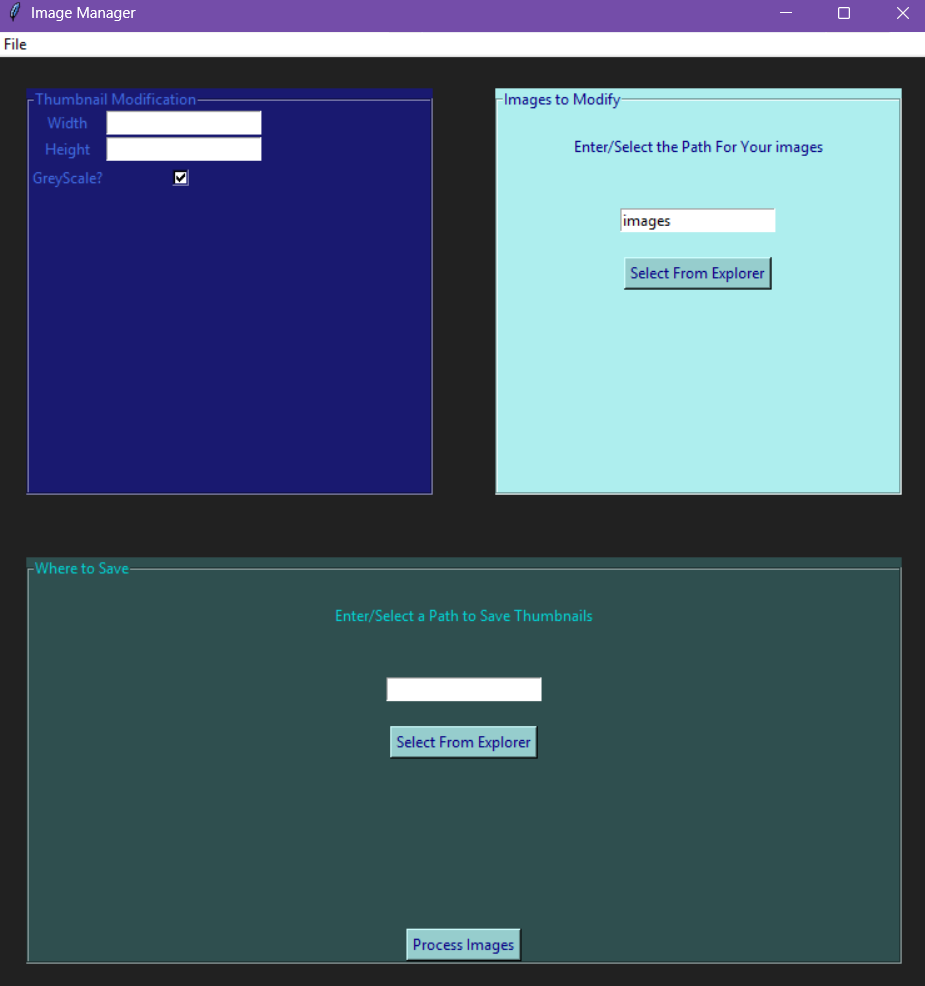 Image Manager
File
Thumbnail Modification
Width
Height
GreyScale?
Images to Modify
Enter/Select the Path For Your images
images
Select From Explorer
Where to Save
Enter/Select a Path to Save Thumbnails
Select From Explorer
Process Images